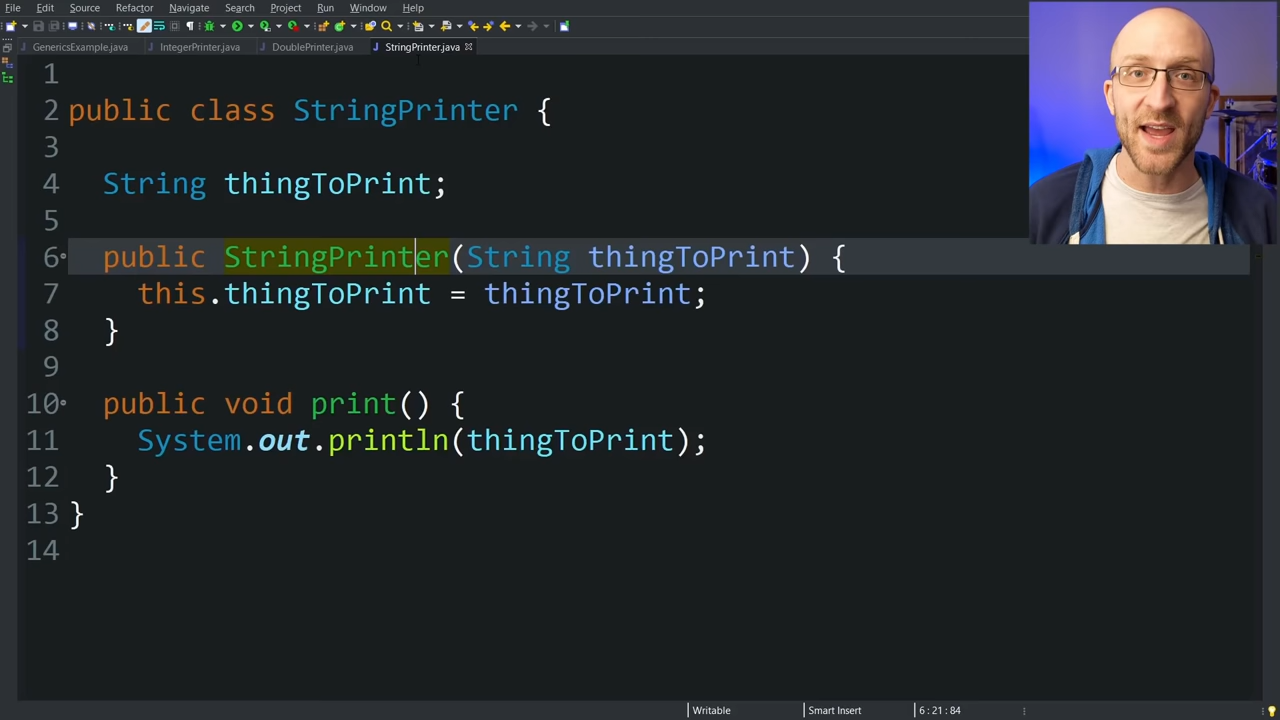 File Edit Source Refactor Navigate Search Project Run Window Help
GenericsExample.java IntegerPrinter.java DoublePrinter.java StringPrinter.java
1
2 public class StringPrinter {
3
4 String thingToPrint;
5
6 public StringPrinter(String thingToPrint) {
7 this.thingToPrint = thingToPrint;
8 }
9
10 public void print() {
11 System.out.println(thingToPrint);
12 }
13 }
14
Writable Smart Insert 6 : 21 : 84